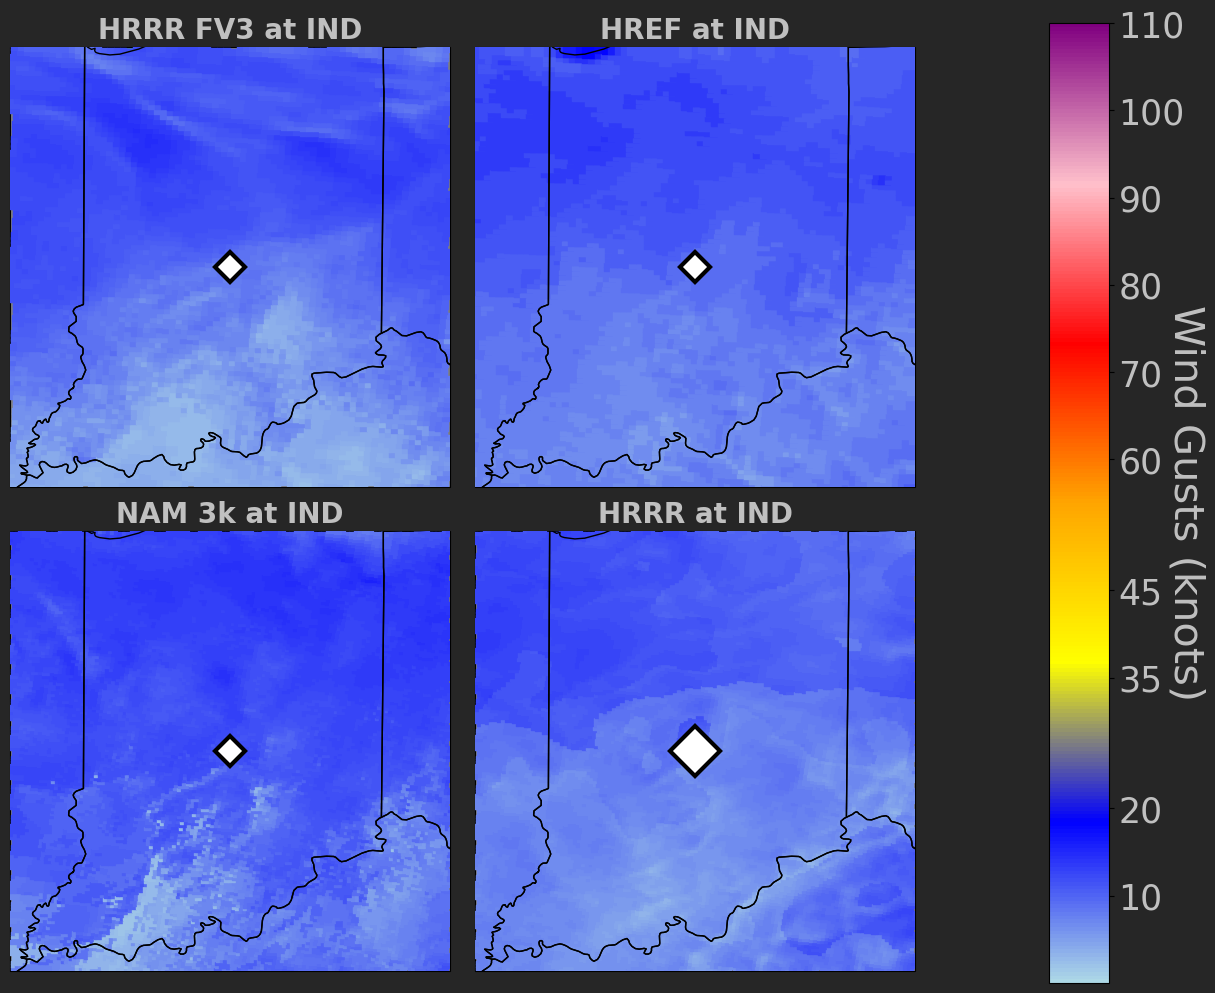 HRRR FV3 at IND
HREF at IND
NAM 3k at IND
HRRR at IND
110
100
90
80
70
60
45
35
20
10
Wind Gusts (knots)